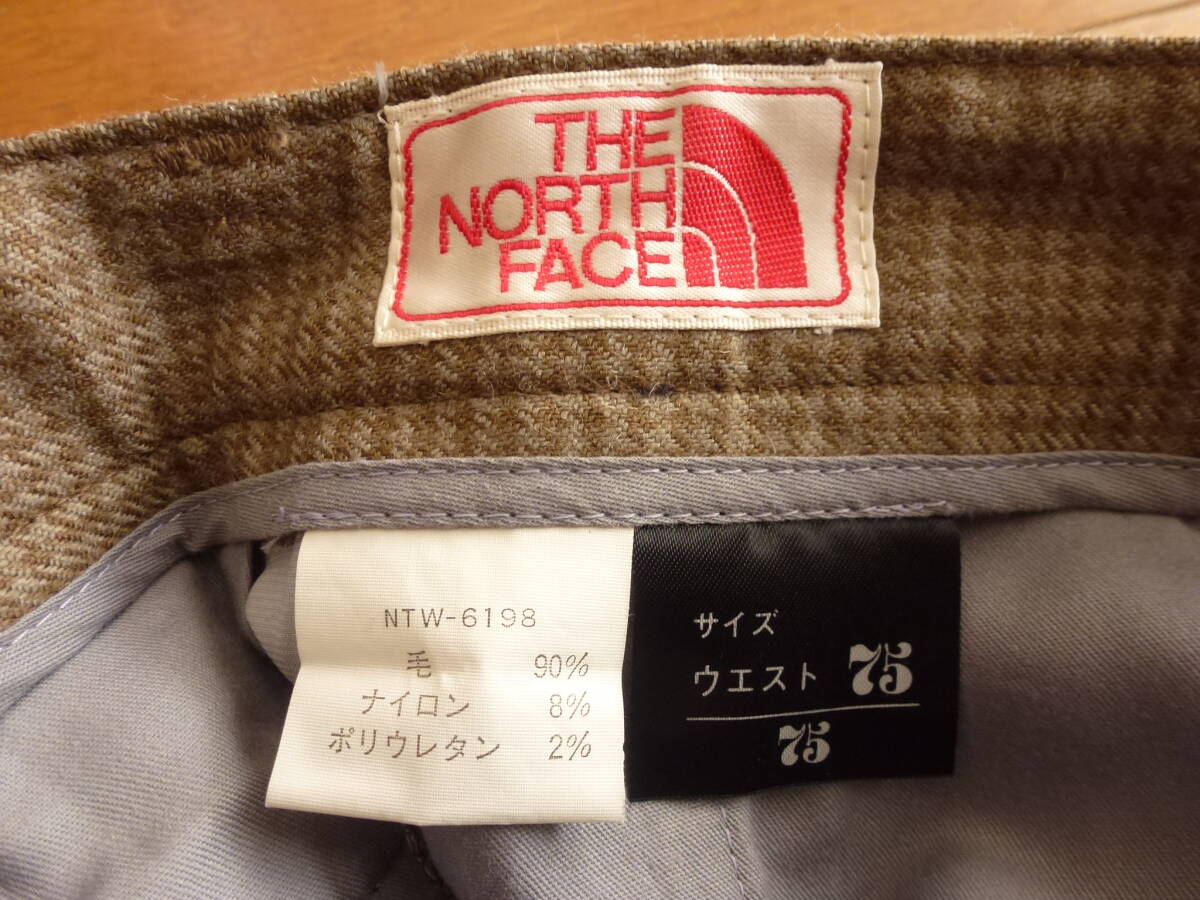 THE
NORTH
FACE
NTW-6198
毛 90%
ナイロン 8%
ポリウレタン 2%
サイズ
ウエスト 75
75